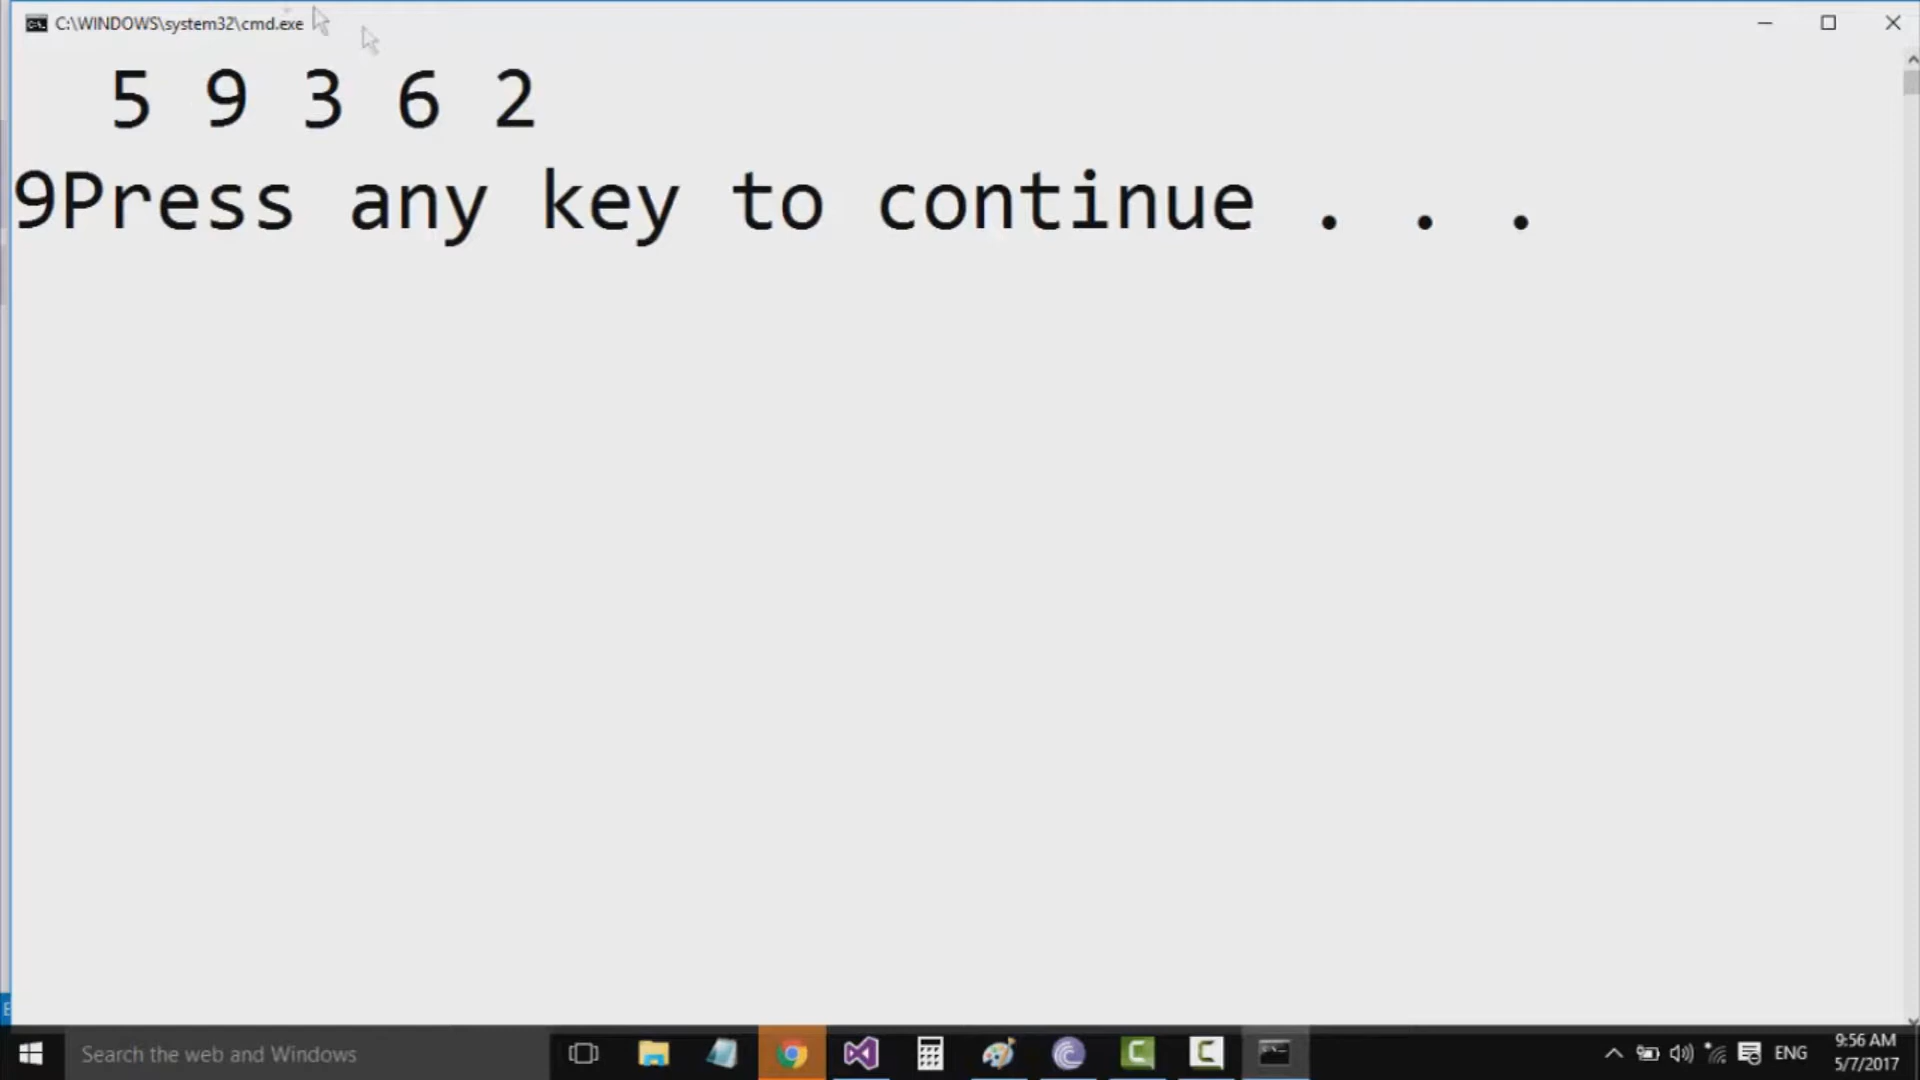 C:\WINDOWS\system32\cmd.exe
5 9 3 6 2
9Press any key to continue . . .
Search the web and Windows
ENG
9:56 AM
5/7/2017